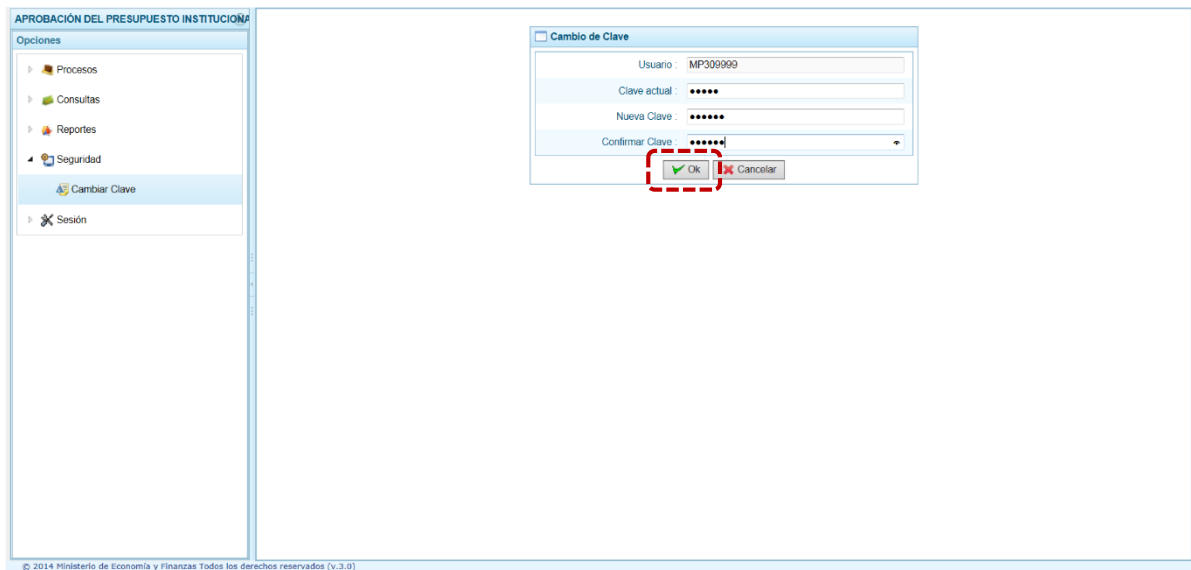 APROBACIÓN DEL PRESUPUESTO INSTITUCIONA
Opciones
Procesos
Consultas
Reportes
Seguridad
Cambiar Clave
Sesión
Cambio de Clave
Usuario : MP309999
Clave actual : •••••
Nueva Clave : ••••••
Confirmar Clave : ••••••
Ok Cancelar
© 2014 Ministerio de Economía y Finanzas Todos los derechos reservados (v.3.0)